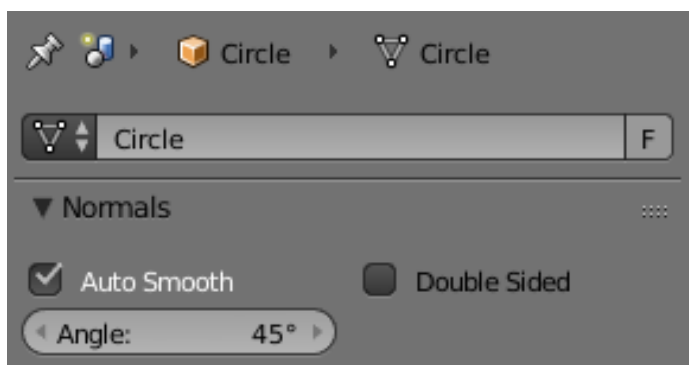 Circle Circle
Circle F
Normals
Auto Smooth Double Sided
Angle: 45°